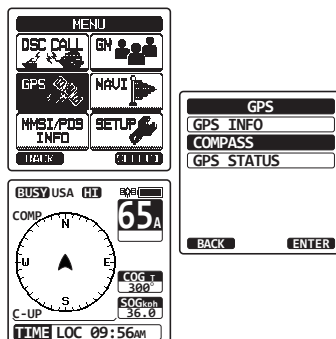 MENU
DSC CALL
GM
GPS
NAVI
MMSI/POS INFO
SETUP
BACK
GPS
GPS INFO
COMPASS
GPS STATUS
BACK ENTER
BUSY USA HI
COMP
65A
N
W E
S
COG T
300°
C-UP
SOGkph
36.0
TIME LOC 09:56AM